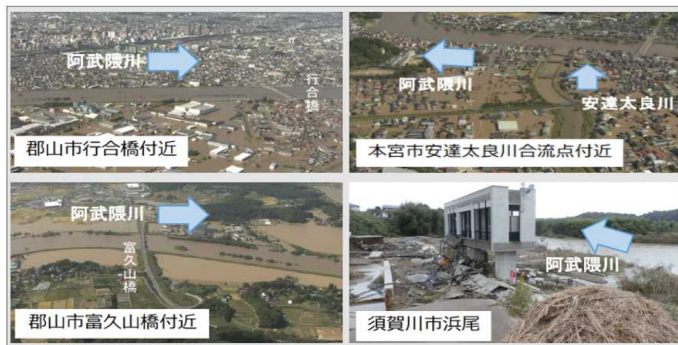 阿武隈川
行合橋
郡山市行合橋付近
阿武隈川
安達太良川
本宮市安達太良川合流点付近
阿武隈川
富久山橋
郡山市富久山橋付近
阿武隈川
須賀川市浜尾